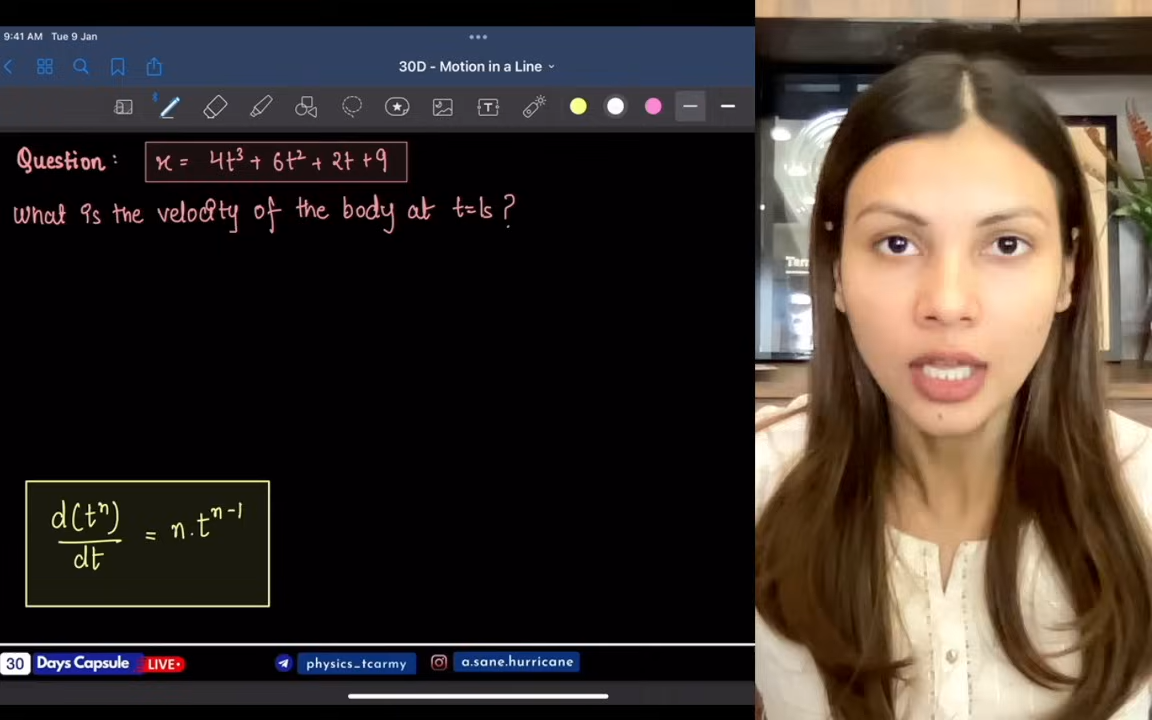 9:41 AM Tue 9 Jan
30D - Motion in a Line
T
Question: x = 4t³ + 6t² + 2t + 9
What is the velocity of the body at t=1s ?
d(tⁿ)/dt = n.tⁿ⁻¹
30 Days Capsule LIVE
physics_tcarmy
a.sane.hurricane